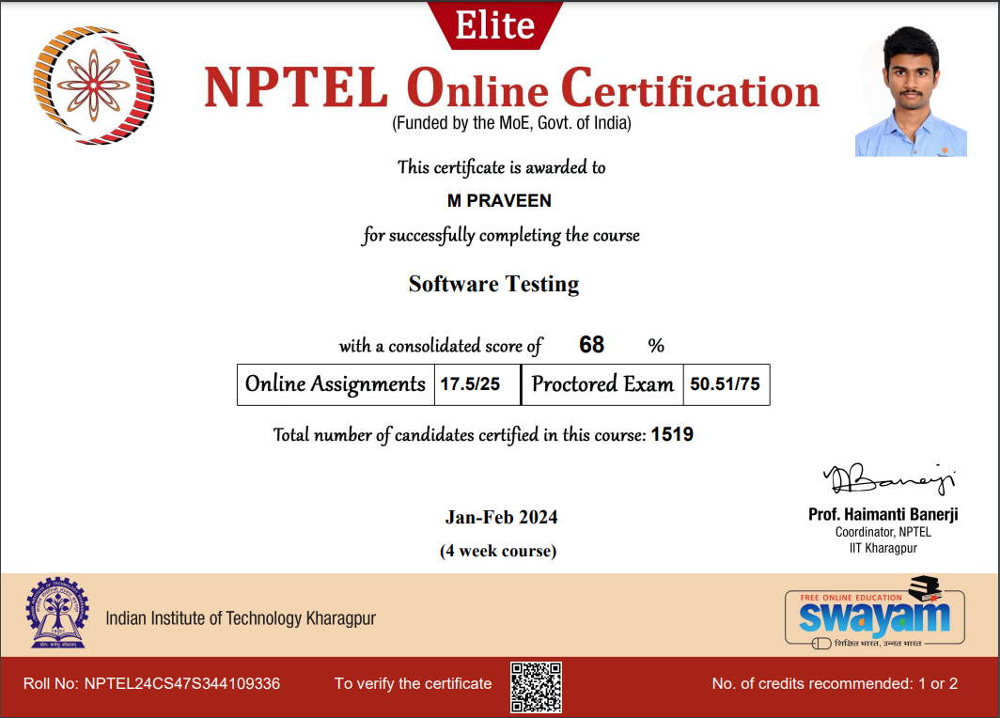 Elite
NPTEL Online Certification
(Funded by the MoE, Govt. of India)
This certificate is awarded to
M PRAVEEN
for successfully completing the course
Software Testing
with a consolidated score of 68 %
Online Assignments 17.5/25 Proctored Exam 50.51/75
Total number of candidates certified in this course: 1519
Banerji
Prof. Haimanti Banerji
Coordinator, NPTEL
IIT Kharagpur
Jan-Feb 2024
(4 week course)
Indian Institute of Technology Kharagpur
FREE ONLINE EDUCATION
swayam
शिक्षित भारत, उन्नत भारत
Roll No: NPTEL24CS47S344109336
To verify the certificate
No. of credits recommended: 1 or 2